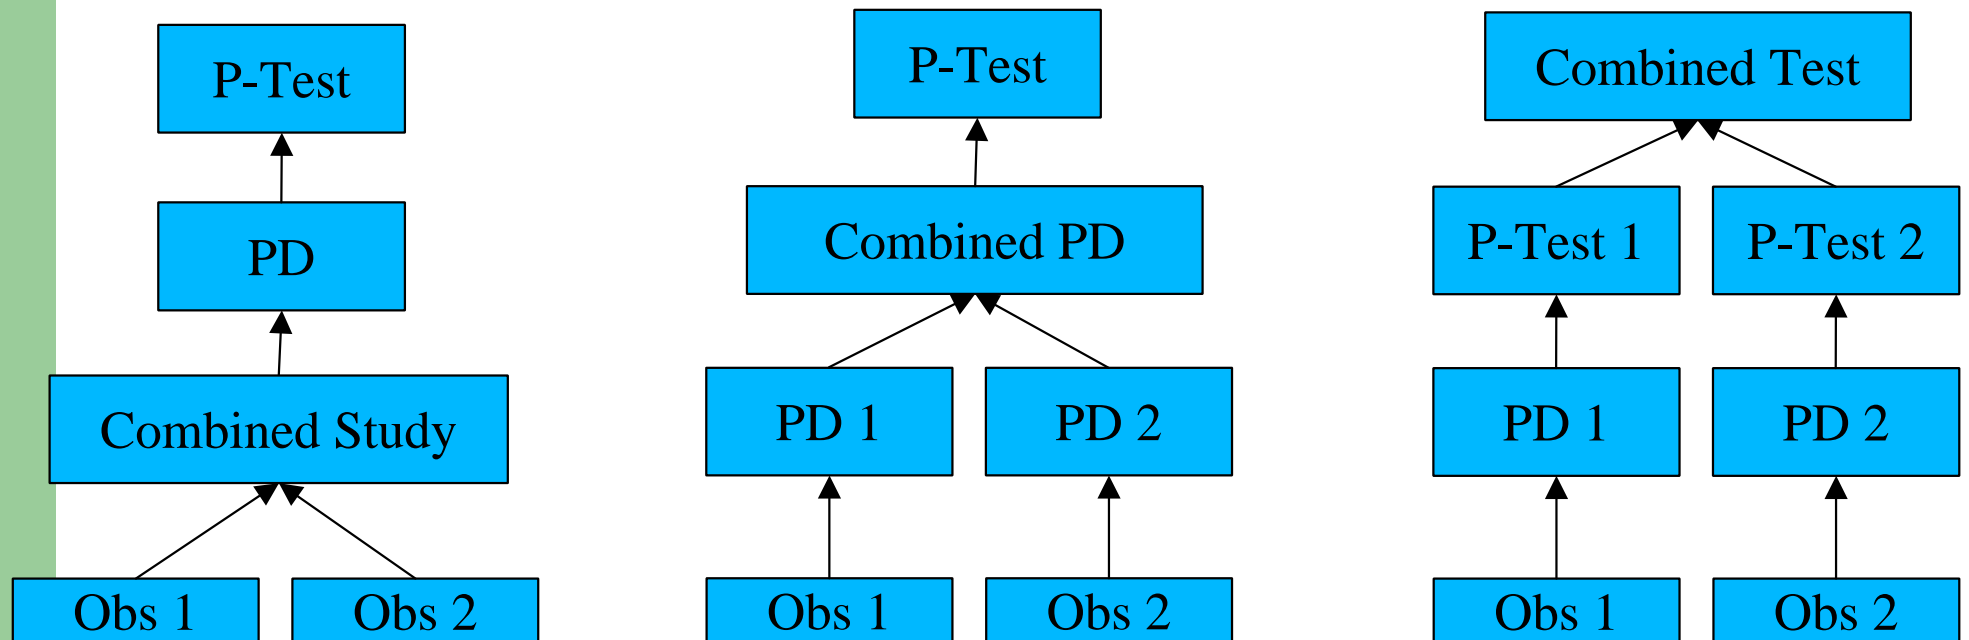 P-Test
PD
Combined Study
Obs 1
Obs 2
P-Test
Combined PD
PD 1
PD 2
Obs 1
Obs 2
Combined Test
P-Test 1
P-Test 2
PD 1
PD 2
Obs 1
Obs 2